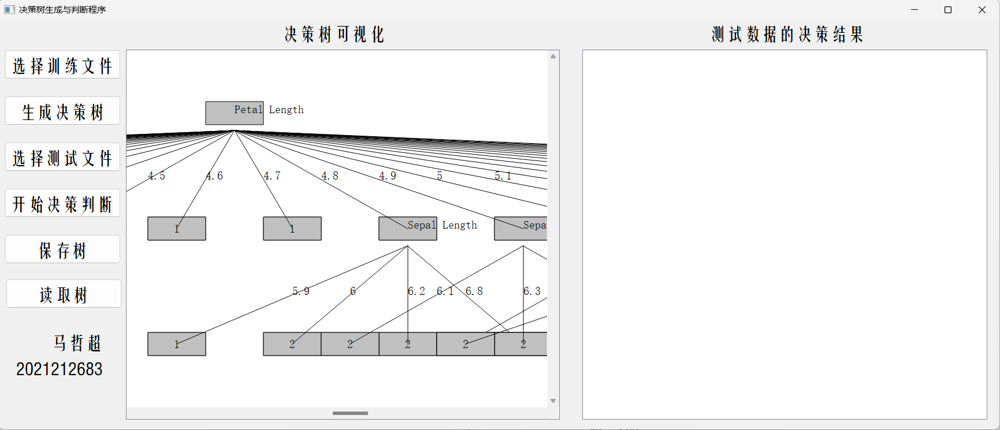 决策树生成与判断程序
决策树可视化
测试数据的决策结果
选择训练文件
生成决策树
选择测试文件
开始决策判断
保存树
读取树
马哲超
2021212683
Petal Length
4.5 4.6 4.7 4.8 4.9 5 5.1
1 1 Sepal Length Sepa
5.9 6 6.2 6.1 6.8 6.3
1 2 2 2 2 2